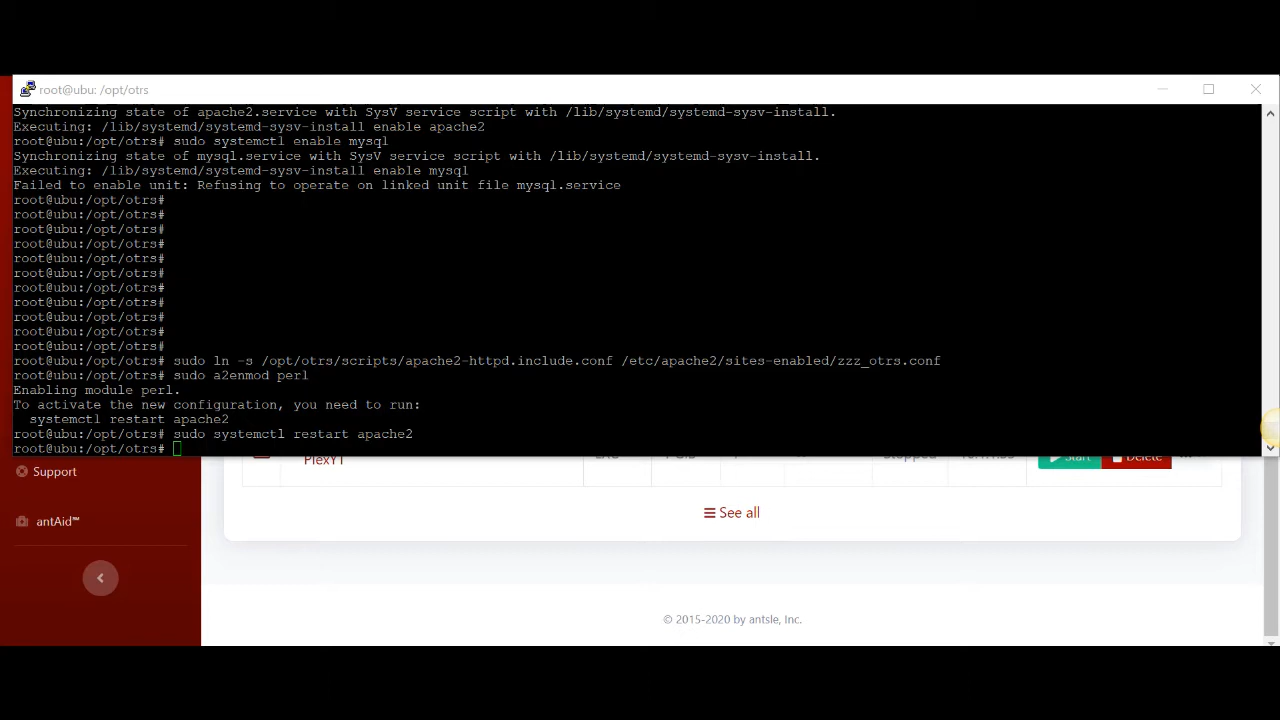 root@ubu: /opt/otrs
Synchronizing state of apache2.service with SysV service script with /lib/systemd/systemd-sysv-install.
Executing: /lib/systemd/systemd-sysv-install enable apache2
root@ubu:/opt/otrs# sudo systemctl enable mysql
Synchronizing state of mysql.service with SysV service script with /lib/systemd/systemd-sysv-install.
Executing: /lib/systemd/systemd-sysv-install enable mysql
Failed to enable unit: Refusing to operate on linked unit file mysql.service
root@ubu:/opt/otrs#
root@ubu:/opt/otrs#
root@ubu:/opt/otrs#
root@ubu:/opt/otrs#
root@ubu:/opt/otrs#
root@ubu:/opt/otrs#
root@ubu:/opt/otrs#
root@ubu:/opt/otrs#
root@ubu:/opt/otrs#
root@ubu:/opt/otrs#
root@ubu:/opt/otrs#
root@ubu:/opt/otrs# sudo ln -s /opt/otrs/scripts/apache2-httpd.include.conf /etc/apache2/sites-enabled/zzz_otrs.conf
root@ubu:/opt/otrs# sudo a2enmod perl
Enabling module perl.
To activate the new configuration, you need to run:
systemctl restart apache2
root@ubu:/opt/otrs# sudo systemctl restart apache2
root@ubu:/opt/otrs#
PlexYT Stopped Start Delete
Support
See all
antAid™
© 2015-2020 by antsle, Inc.